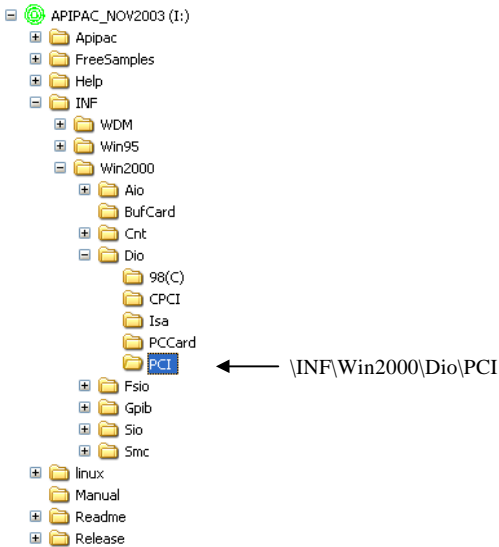 APIPAC_NOV2003 (I:)
Apipac
FreeSamples
Help
INF
WDM
Win95
Win2000
Aio
BufCard
Cnt
Dio
98(C)
CPCI
Isa
PCCard
PCI \INF\Win2000\Dio\PCI
Fsio
Gpib
Sio
Smc
linux
Manual
Readme
Release